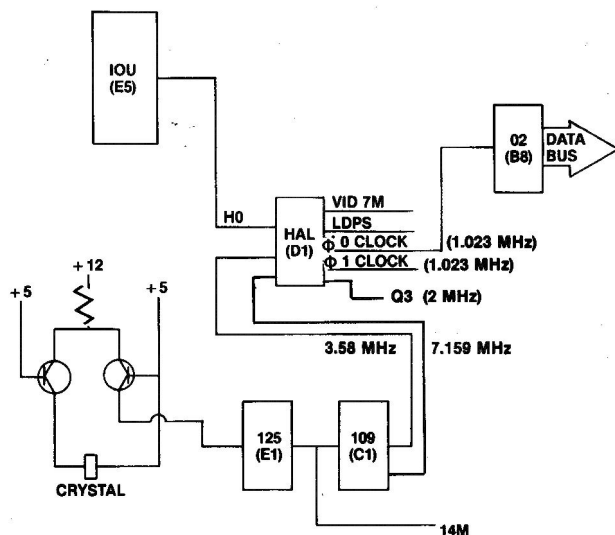 IOU
(E5)
02
(B8)
DATA
BUS
H0
HAL
(D1)
VID 7M
LDPS
Φ 0 CLOCK
(1.023 MHz)
Φ 1 CLOCK
(1.023 MHz)
Q3 (2 MHz)
+12
+5
+5
3.58 MHz
7.159 MHz
125
(E1)
109
(C1)
CRYSTAL
14M